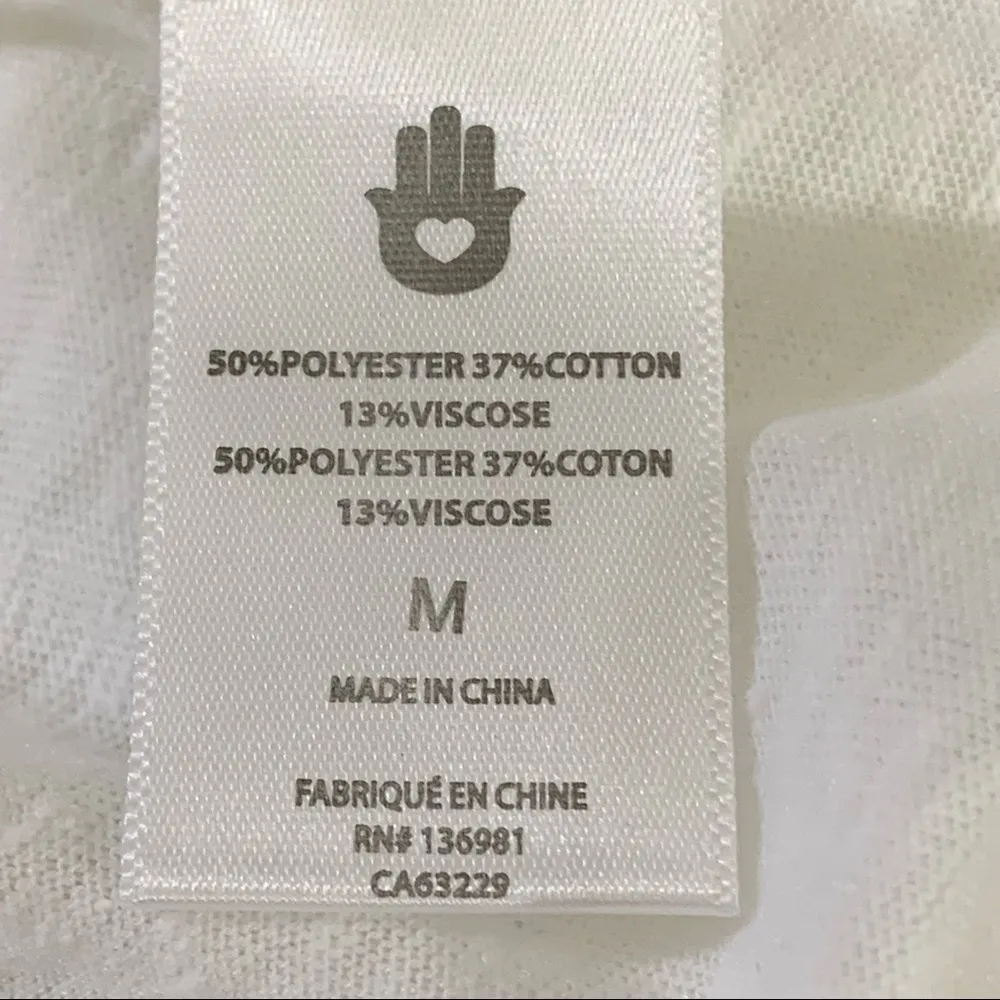 50%POLYESTER 37%COTTON
13%VISCOSE
50%POLYESTER 37%COTON
13%VISCOSE
M
MADE IN CHINA
FABRIQUÉ EN CHINE
RN# 136981
CA63229